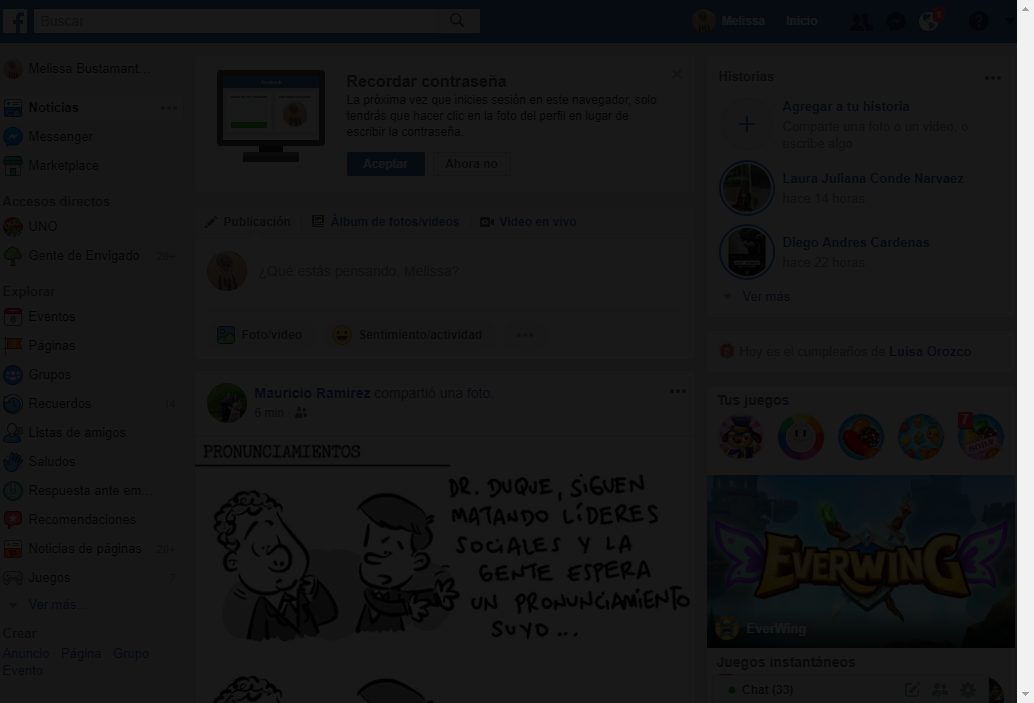 Buscar
Melissa
Inicio
Melissa Bustamant...
Noticias
Messenger
Marketplace
Accesos directos
UNO
Gente de Envigado 20+
Explorar
Eventos
Páginas
Grupos
Recuerdos 14
Listas de amigos
Saludos
Respuesta ante em...
Recomendaciones
Noticias de páginas 20+
Juegos
Ver más...
Crear
Anuncio Página Grupo
Evento
Recordar contraseña
La próxima vez que inicies sesión en este navegador, solo
tendrás que hacer clic en la foto del perfil en lugar de
escribir la contraseña.
Aceptar
Ahora no
Publicación
Álbum de fotos/videos
Video en vivo
¿Qué estás pensando, Melissa?
Foto/video
Sentimiento/actividad
Mauricio Ramírez compartió una foto.
6 min ·
PRONUNCIAMIENTOS
DR. DUQUE, SIGUEN
MATANDO LÍDERES
SOCIALES Y LA
GENTE ESPERA
UN PRONUNCIAMIENTO
SUYO...
Historias
Agregar a tu historia
Comparte una foto o un video, o
escribe algo
Laura Juliana Conde Narvaez
hace 14 horas
Diego Andres Cardenas
hace 22 horas
Ver más
Hoy es el cumpleaños de Luisa Orozco
Tus juegos
EVERWING
EverWing
Juegos instantáneos
Chat (33)